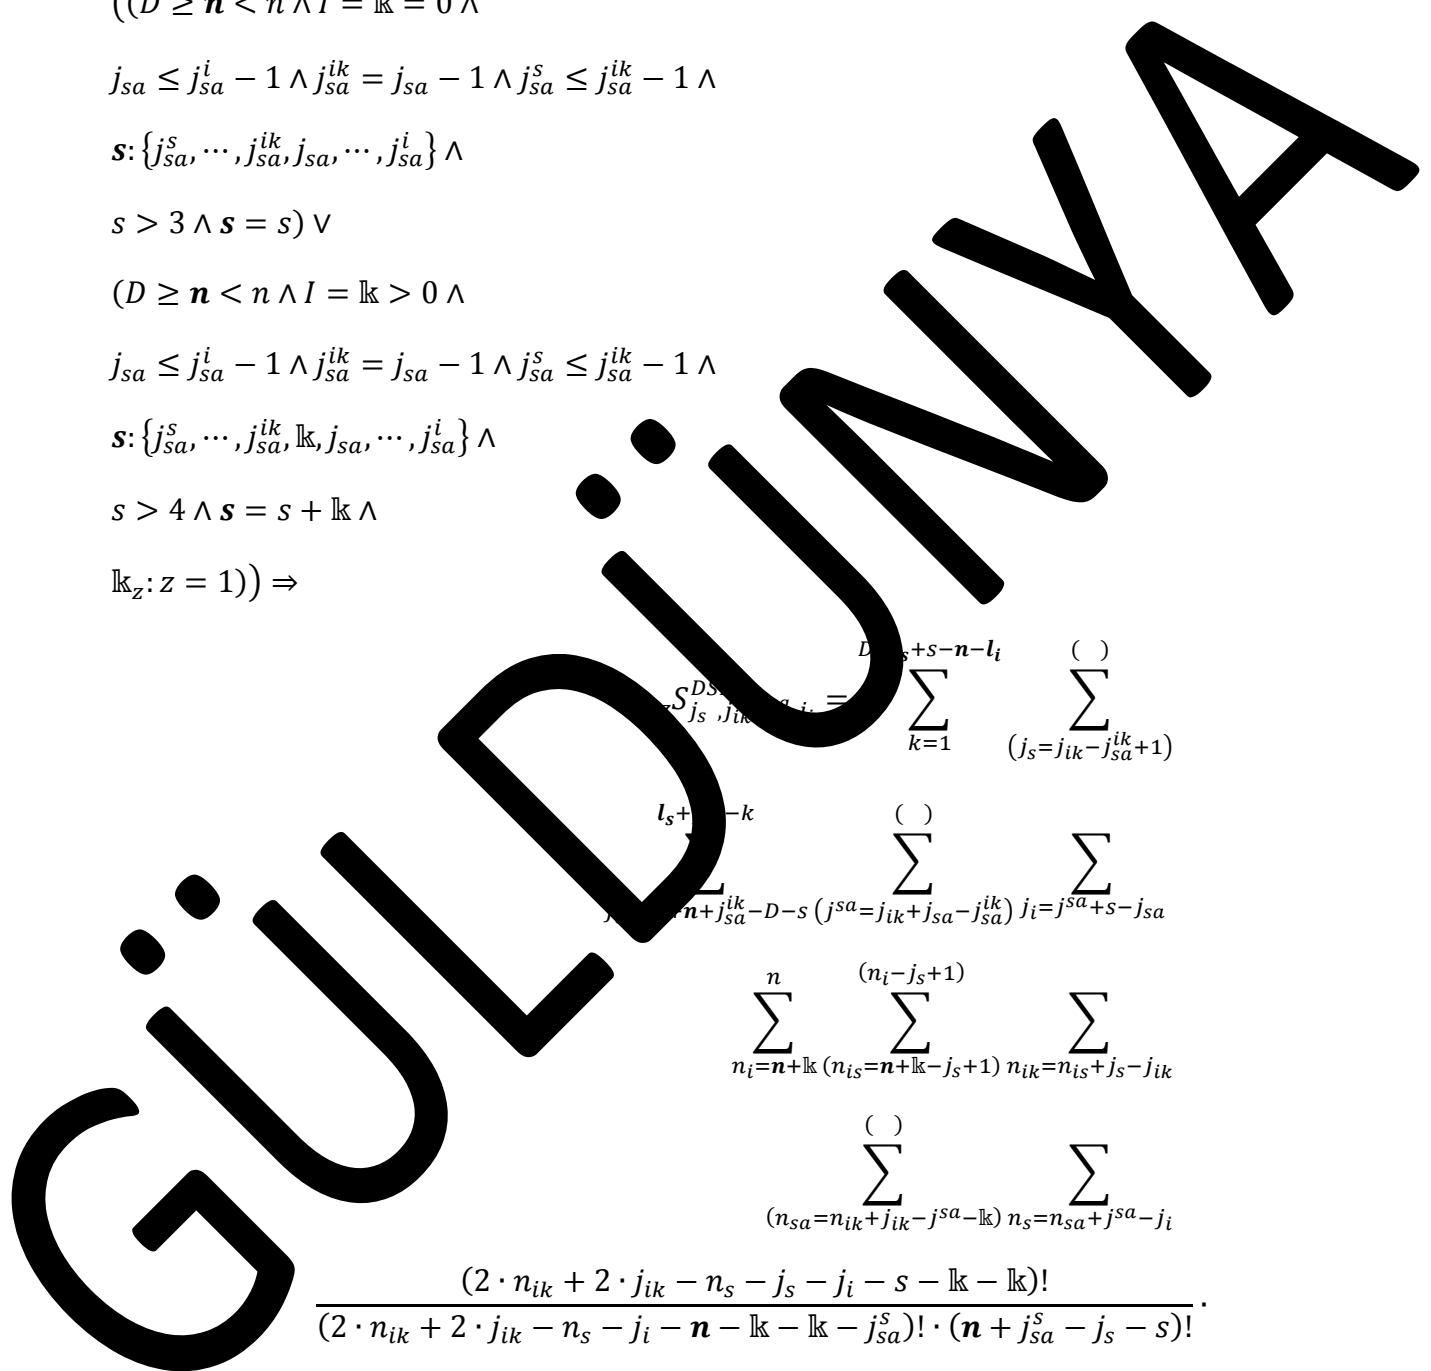 ((D ≥ 𝒏 < n ∧ I = 𝕜 = 0 ∧
j_{sa} ≤ j_{sa}^{i} − 1 ∧ j_{sa}^{ik} = j_{sa} − 1 ∧ j_{sa}^{s} ≤ j_{sa}^{ik} − 1 ∧
𝒔: {j_{sa}^{s}, ⋯ , j_{sa}^{ik}, j_{sa}, ⋯ , j_{sa}^{i}} ∧
s > 3 ∧ 𝒔 = s) ∨
(D ≥ 𝒏 < n ∧ I = 𝕜 > 0 ∧
j_{sa} ≤ j_{sa}^{i} − 1 ∧ j_{sa}^{ik} = j_{sa} − 1 ∧ j_{sa}^{s} ≤ j_{sa}^{ik} − 1 ∧
𝒔: {j_{sa}^{s}, ⋯ , j_{sa}^{ik}, 𝕜, j_{sa}, ⋯ , j_{sa}^{i}} ∧
s > 4 ∧ 𝒔 = s + 𝕜 ∧
𝕜_z: z = 1)) ⇒
= ∑_{k=1} ∑_{(j_s=j_{ik}−j_{sa}^{ik}+1)}^{( )}
∑ ∑_{(j^{sa}=j_{ik}+j_{sa}−j_{sa}^{ik})}^{( )} ∑_{j_i=j^{sa}+s−j_{sa}}
∑_{n_i=𝒏+𝕜}^{n} ∑_{(n_{is}=𝒏+𝕜−j_s+1)}^{(n_i−j_s+1)} ∑_{n_{ik}=n_{is}+j_s−j_{ik}}
∑_{(n_{sa}=n_{ik}+j_{ik}−j^{sa}−𝕜)}^{( )} ∑_{n_s=n_{sa}+j^{sa}−j_i}
(2 · n_{ik} + 2 · j_{ik} − n_s − j_s − j_i − s − 𝕜 − 𝕜)!
(2 · n_{ik} + 2 · j_{ik} − n_s − j_i − 𝒏 − 𝕜 − 𝕜 − j_{sa}^{s})! · (𝒏 + j_{sa}^{s} − j_s − s)! ·
GÜLDÜNYA